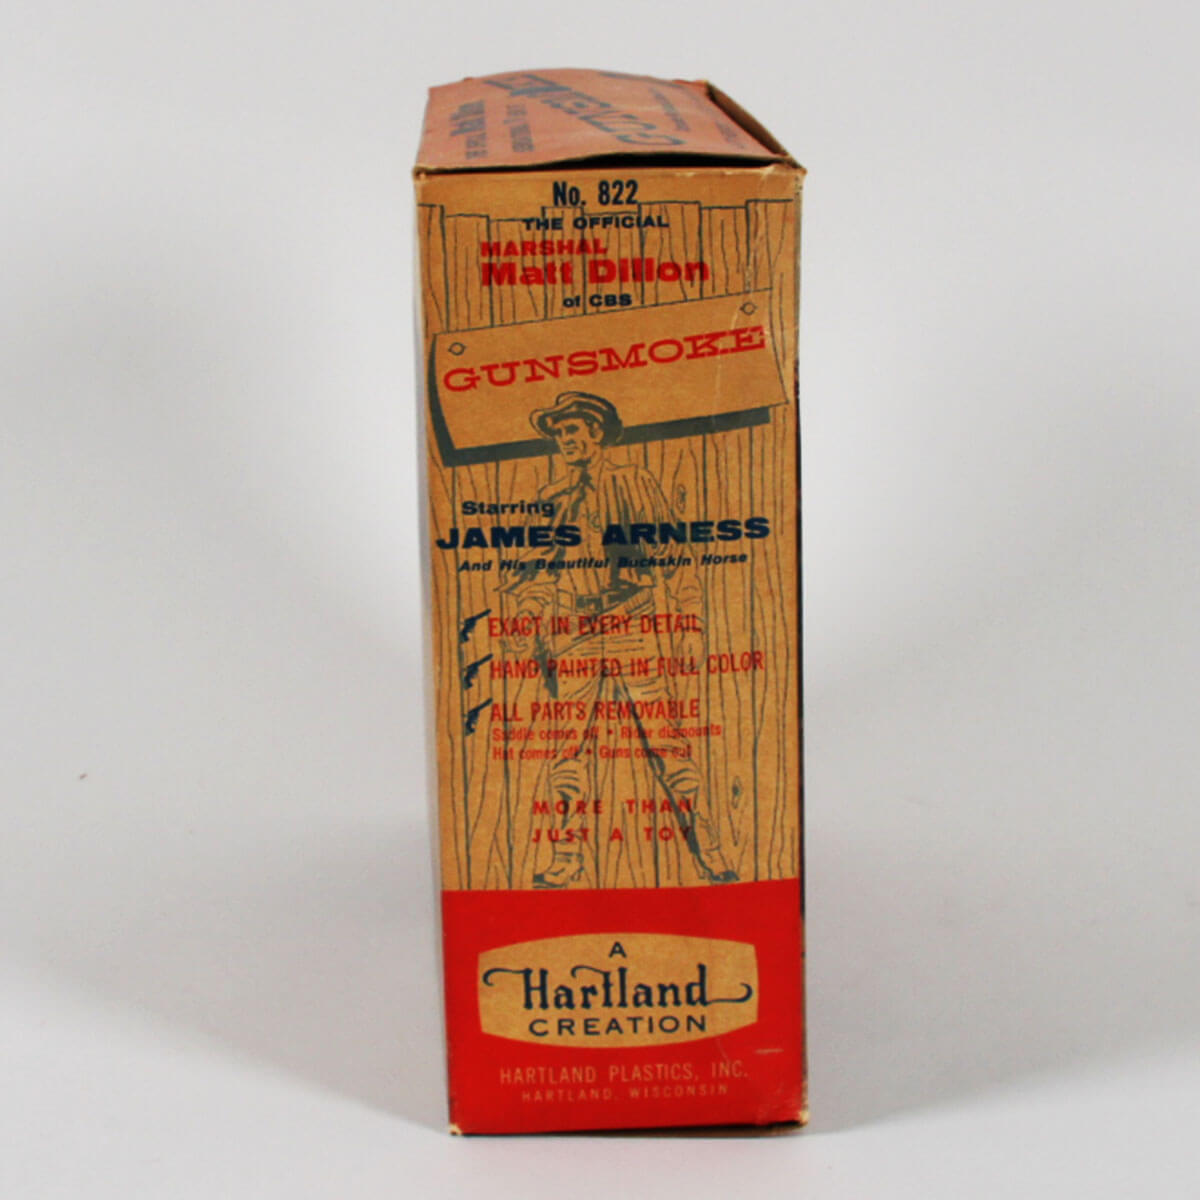 GUNSMOKE
No. 822
THE OFFICIAL
MARSHAL
Matt Dillon
of CBS
GUNSMOKE
Starring
JAMES ARNESS
And His Beautiful Buckskin Horse
EXACT IN EVERY DETAIL
HAND PAINTED IN FULL COLOR
ALL PARTS REMOVABLE
Saddle comes off • Rider dismounts
Hat comes off • Guns come out
MORE THAN
JUST A TOY
A
Hartland
CREATION
HARTLAND PLASTICS, INC.
HARTLAND, WISCONSIN